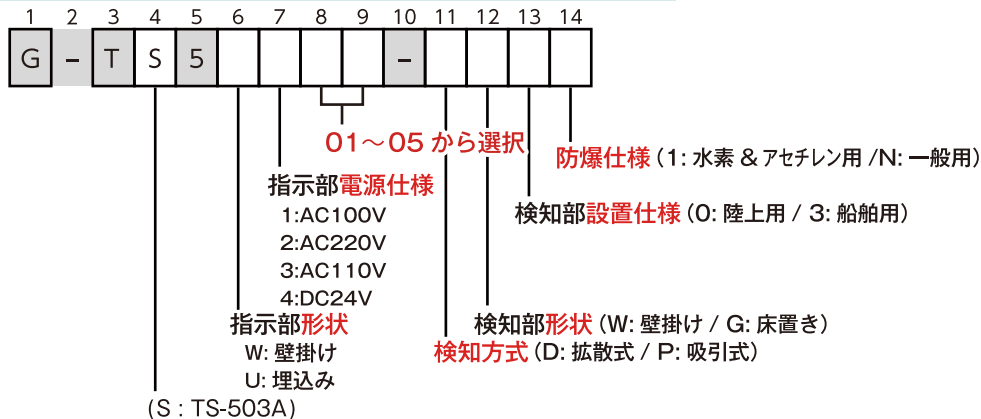 1 2 3 4 5 6 7 8 9 10 11 12 13 14
G - T S 5 -
01～05 から選択
防爆仕様 (1: 水素 & アセチレン用 /N: 一般用)
指示部電源仕様
1:AC100V
検知部設置仕様 (0: 陸上用 / 3: 船舶用)
2:AC220V
3:AC110V
4:DC24V
指示部形状
検知部形状 (W: 壁掛け / G: 床置き)
W: 壁掛け
検知方式 (D: 拡散式 / P: 吸引式)
U: 埋込み
(S : TS-503A)